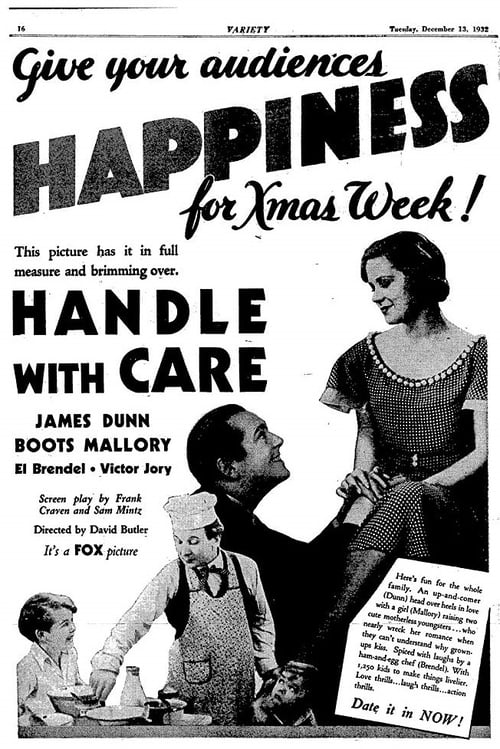 16
VARIETY
Tuesday, December 13, 1932
Give your audiences
HAPPINESS
for Xmas Week!
This picture has it in full
measure and brimming over.
HANDLE
WITH CARE
JAMES DUNN
BOOTS MALLORY
El Brendel • Victor Jory
Screen play by Frank
Craven and Sam Mintz
Directed by David Butler
It's a FOX picture
Here's fun for the whole
family. An up-and-comer
(Dunn) head over heels in love
with a girl (Mallory) raising two
cute motherless youngsters...who
nearly wreck her romance when
they can't understand why grown-
ups kiss. Spiced with laughs by a
ham-and-egg chef (Brendel). With
1,250 kids to make things livelier.
Love thrills...laugh thrills...action
thrills.
Date it in NOW!